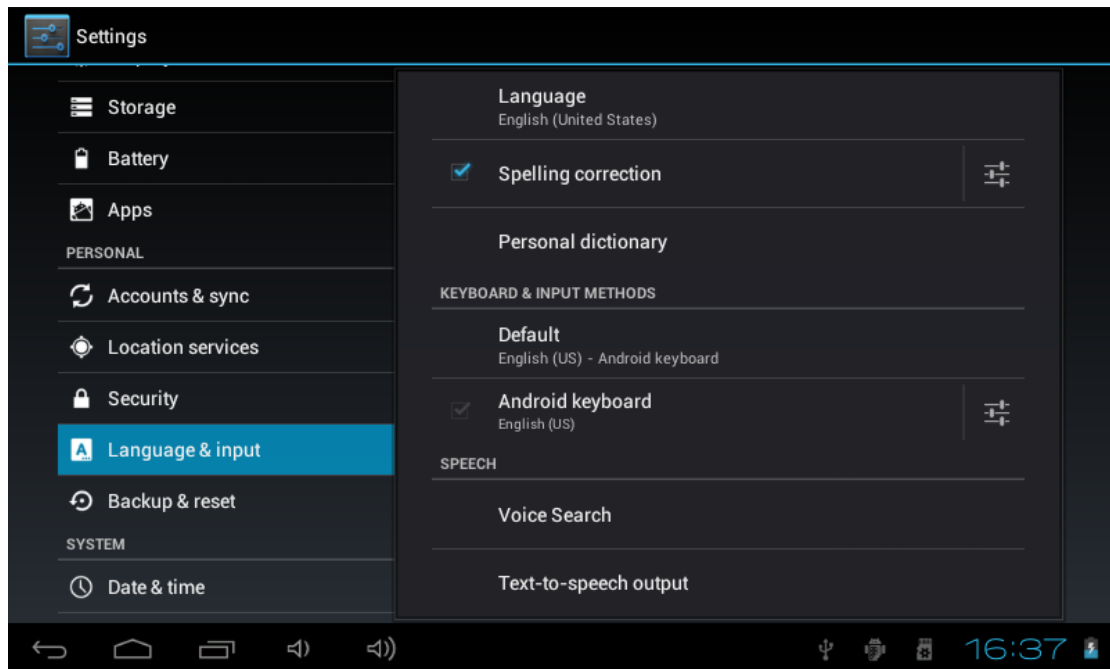 Settings
Storage
Battery
Apps
PERSONAL
Accounts & sync
Location services
Security
Language & input
Backup & reset
SYSTEM
Date & time
Language
English (United States)
Spelling correction
Personal dictionary
KEYBOARD & INPUT METHODS
Default
English (US) - Android keyboard
Android keyboard
English (US)
SPEECH
Voice Search
Text-to-speech output
16:37